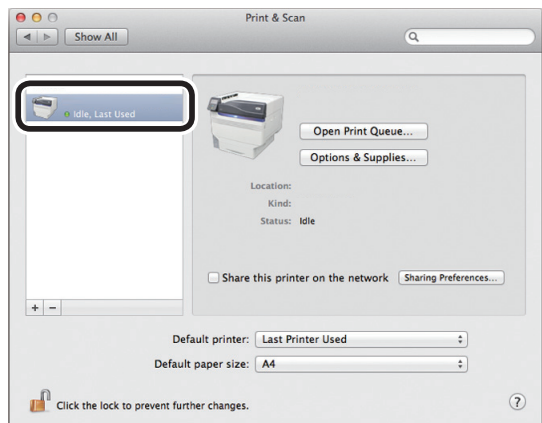 Print & Scan
Show All
Idle, Last Used
Open Print Queue...
Options & Supplies...
Location:
Kind:
Status: Idle
Share this printer on the network Sharing Preferences...
+ −
Default printer: Last Printer Used
Default paper size: A4
Click the lock to prevent further changes. ?